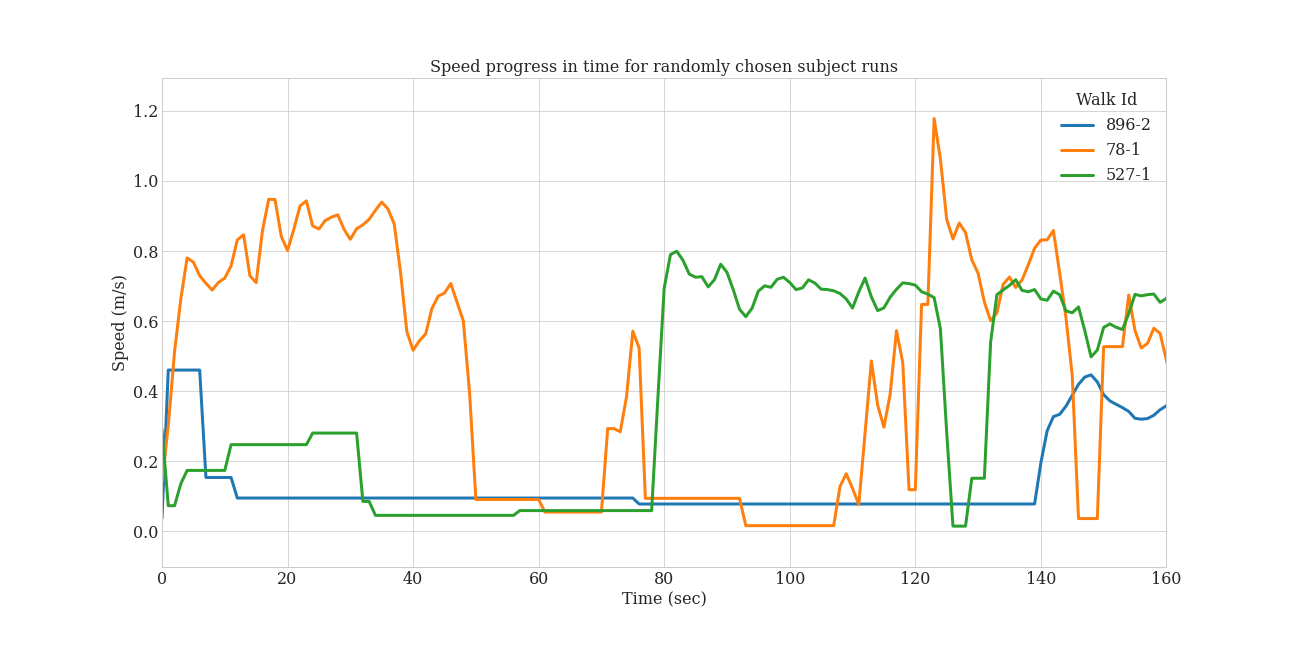 Speed progress in time for randomly chosen subject runs
Walk Id
896-2
78-1
527-1
Speed (m/s)
1.2
1.0
0.8
0.6
0.4
0.2
0.0
0 20 40 60 80 100 120 140 160
Time (sec)